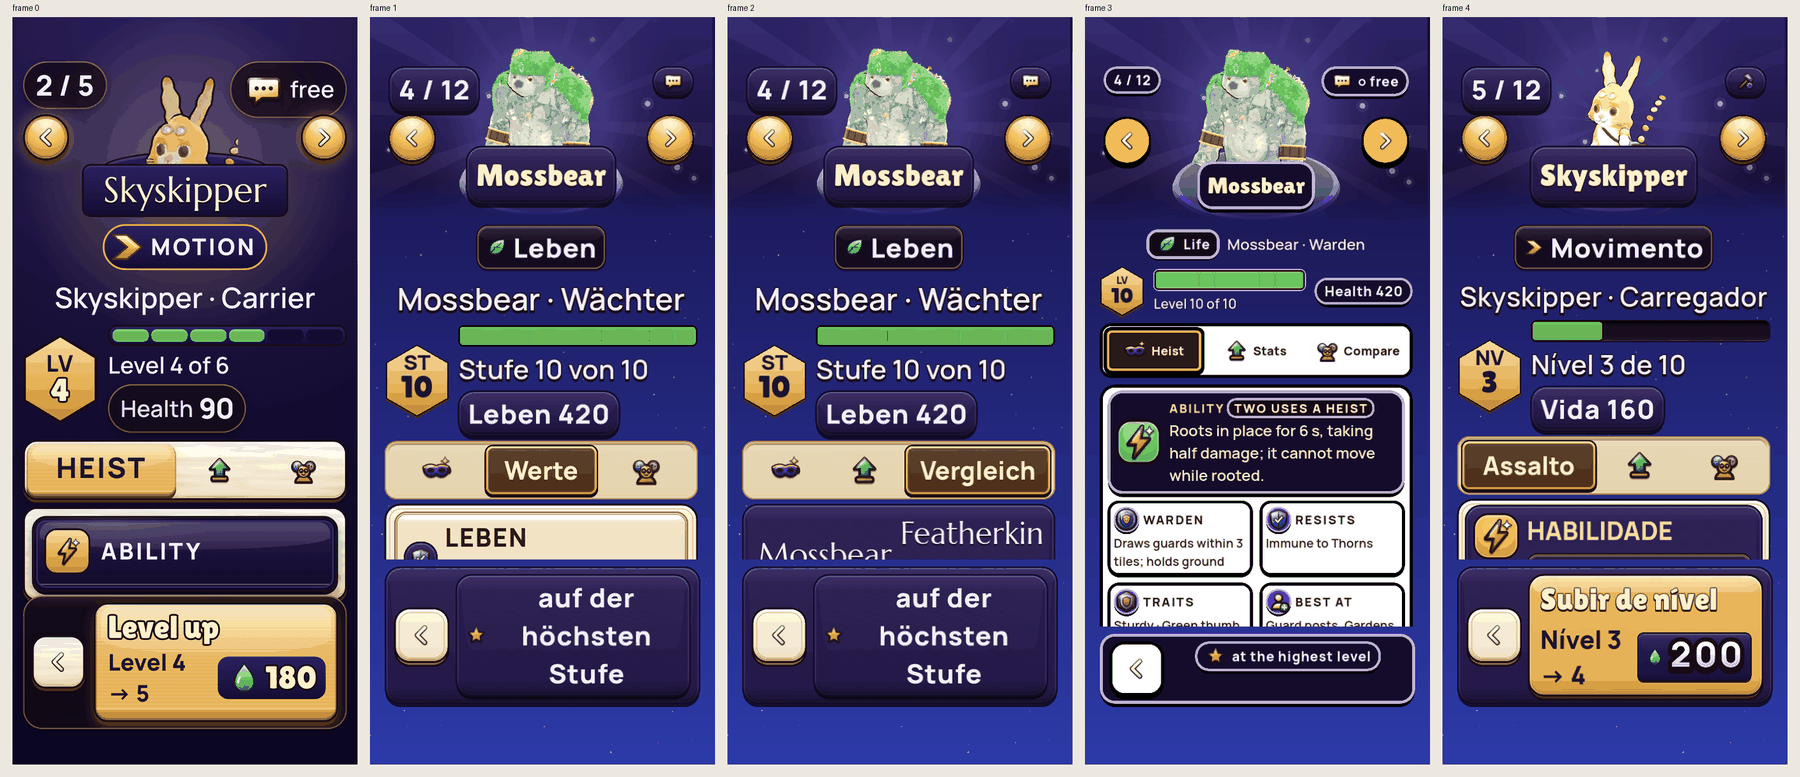 frame 0
2 / 5
free
Skyskipper
MOTION
Skyskipper · Carrier
LV
4
Level 4 of 6
Health 90
HEIST
ABILITY
Level up
Level 4
→ 5
180
frame 1
4 / 12
Mossbear
Leben
Mossbear · Wächter
ST
10
Stufe 10 von 10
Leben 420
Werte
LEBEN
auf der
höchsten
Stufe
frame 2
4 / 12
Mossbear
Leben
Mossbear · Wächter
ST
10
Stufe 10 von 10
Leben 420
Vergleich
Featherkin
Mossbear
auf der
höchsten
Stufe
frame 3
4 / 12
o free
Mossbear
Life
Mossbear · Warden
LV
10
Level 10 of 10
Health 420
Heist
Stats
Compare
ABILITY TWO USES A HEIST
Roots in place for 6 s, taking
half damage; it cannot move
while rooted.
WARDEN
Draws guards within 3
tiles; holds ground
RESISTS
Immune to Thorns
TRAITS
Sturdy · Green thumb
BEST AT
Guard posts, Gardens
at the highest level
frame 4
5 / 12
Skyskipper
Movimento
Skyskipper · Carregador
NV
3
Nível 3 de 10
Vida 160
Assalto
HABILIDADE
Subir de nível
Nível 3
→ 4
200